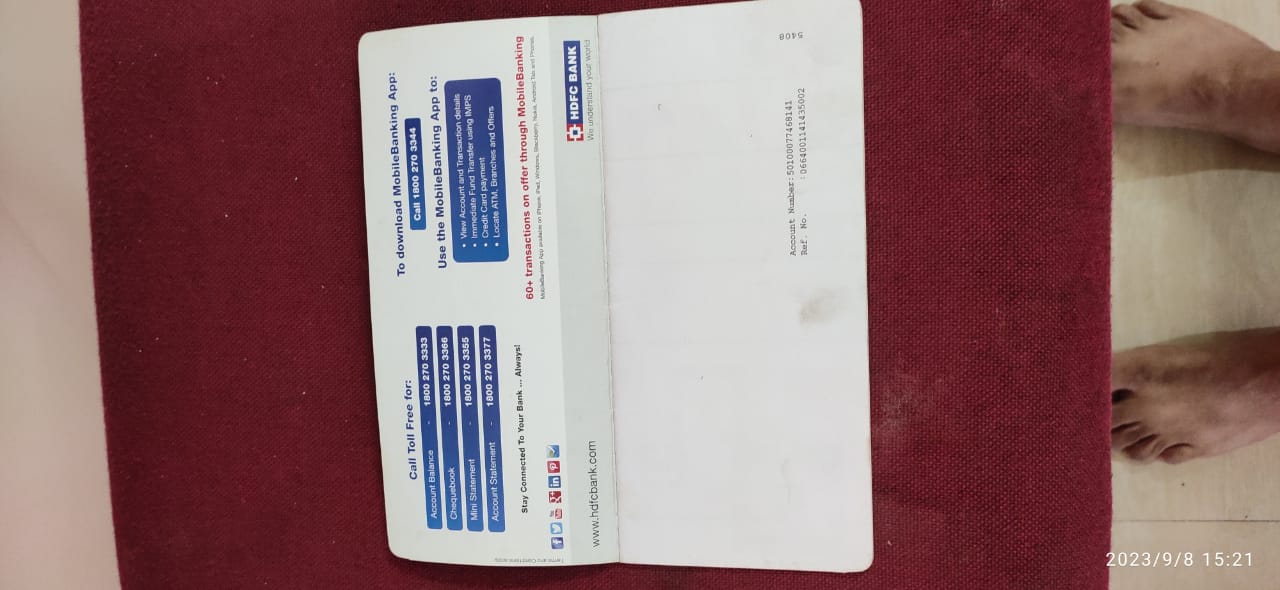 Call Toll Free for:
Account Balance - 1800 270 3333
Chequebook - 1800 270 3366
Mini Statement - 1800 270 3355
Account Statement - 1800 270 3377
Stay Connected To Your Bank ... Always!
To download MobileBanking App:
Call 1800 270 3344
Use the MobileBanking App to:
• View Account and Transaction details
• Immediate Fund Transfer using IMPS
• Credit Card payment
• Locate ATM, Branches and Offers
60+ transactions on offer through MobileBanking
MobileBanking App available on iPhone, iPad, Windows, Blackberry, Nokia, Android Tab and Phones.
Terms and Conditions apply.
www.hdfcbank.com
HDFC BANK
We understand your world
5408
Account Number:50100077468141
Ref. No. :0664001141435002
2023/9/8 15:21